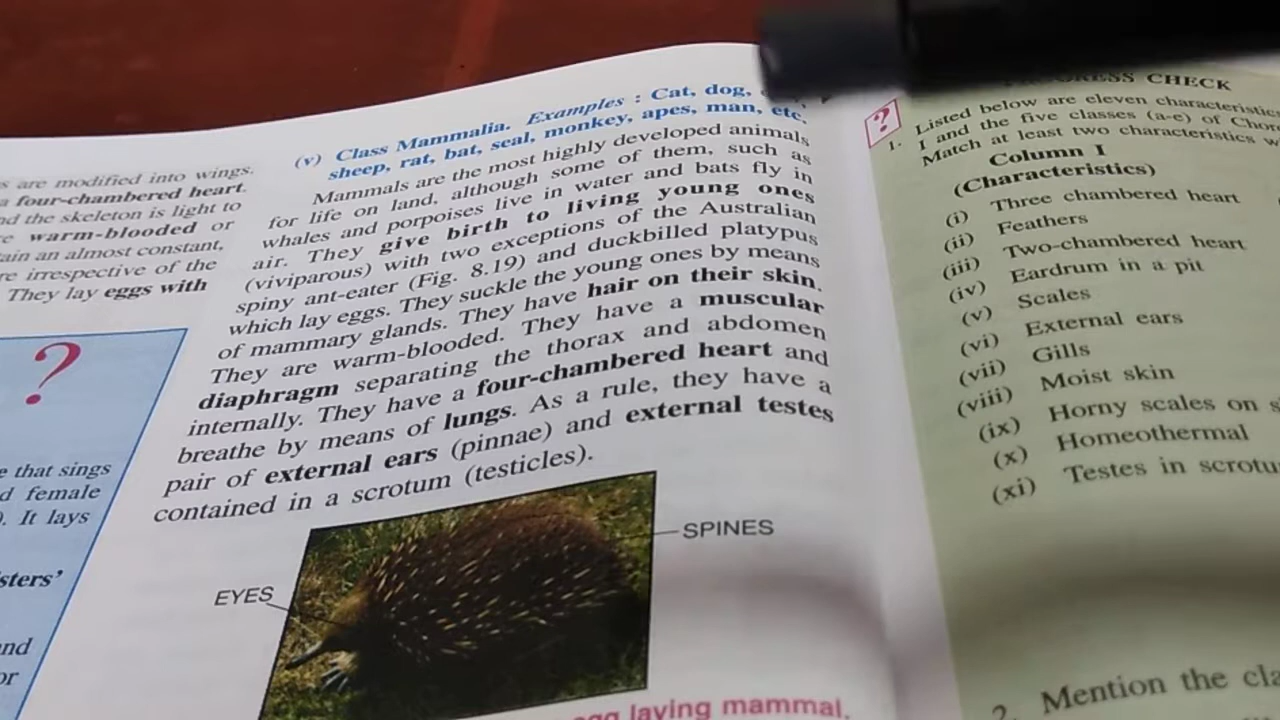 s are modified into wings.
a four-chambered heart.
nd the skeleton is light to
re warm-blooded or
ain an almost constant,
re irrespective of the
They lay eggs with
?
e that sings
d female
). It lays
sters’
and
or
(v) Class Mammalia. Examples : Cat, dog,
sheep, rat, bat, seal, monkey, apes, man, etc.
Mammals are the most highly developed animals
for life on land, although some of them, such as
whales and porpoises live in water and bats fly in
air. They give birth to living young ones
(viviparous) with two exceptions of the Australian
spiny ant-eater (Fig. 8.19) and duckbilled platypus
which lay eggs. They suckle the young ones by means
of mammary glands. They have hair on their skin.
They are warm-blooded. They have a muscular
diaphragm separating the thorax and abdomen
internally. They have a four-chambered heart and
breathe by means of lungs. As a rule, they have a
pair of external ears (pinnae) and external testes
contained in a scrotum (testicles).
SPINES
EYES
egg laying mammal.
RESS CHECK
?
1. Listed below are eleven characteristics
I and the five classes (a-e) of Chor
Match at least two characteristics w
Column I
(Characteristics)
(i) Three chambered heart
(ii) Feathers
(iii) Two-chambered heart
(iv) Eardrum in a pit
(v) Scales
(vi) External ears
(vii) Gills
(viii) Moist skin
(ix) Horny scales on s
(x) Homeothermal
(xi) Testes in scrotu
2. Mention the cla